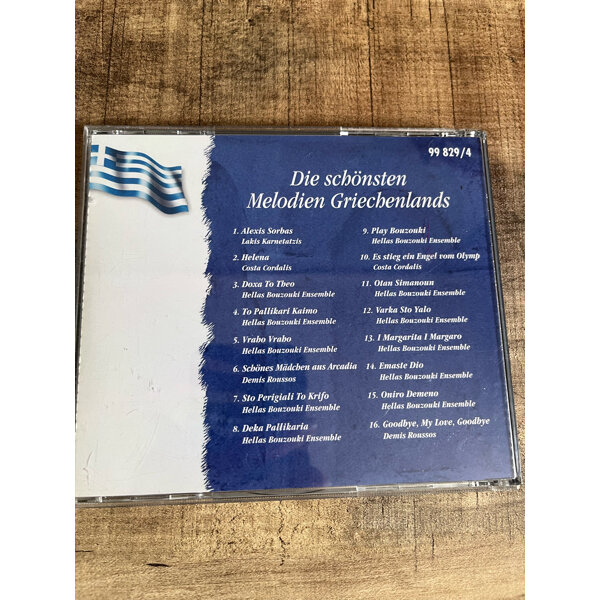 99 829/4
Die schönsten
Melodien Griechenlands
1. Alexis Sorbas
Lakis Karnetatzis
2. Helena
Costa Cordalis
3. Doxa To Theo
Hellas Bouzouki Ensemble
4. To Pallikari Kaimo
Hellas Bouzouki Ensemble
5. Vrabo Vrabo
Hellas Bouzouki Ensemble
6. Schönes Mädchen aus Arcadia
Demis Roussos
7. Sto Perigiali To Krifo
Hellas Bouzouki Ensemble
8. Deka Pallikaria
Hellas Bouzouki Ensemble
9. Play Bouzouki
Hellas Bouzouki Ensemble
10. Es stieg ein Engel vom Olymp
Costa Cordalis
11. Otan Simanoun
Hellas Bouzouki Ensemble
12. Varka Sto Yalo
Hellas Bouzouki Ensemble
13. I Margarita I Margaro
Hellas Bouzouki Ensemble
14. Emaste Dio
Hellas Bouzouki Ensemble
15. Oniro Demeno
Hellas Bouzouki Ensemble
16. Goodbye, My Love, Goodbye
Demis Roussos